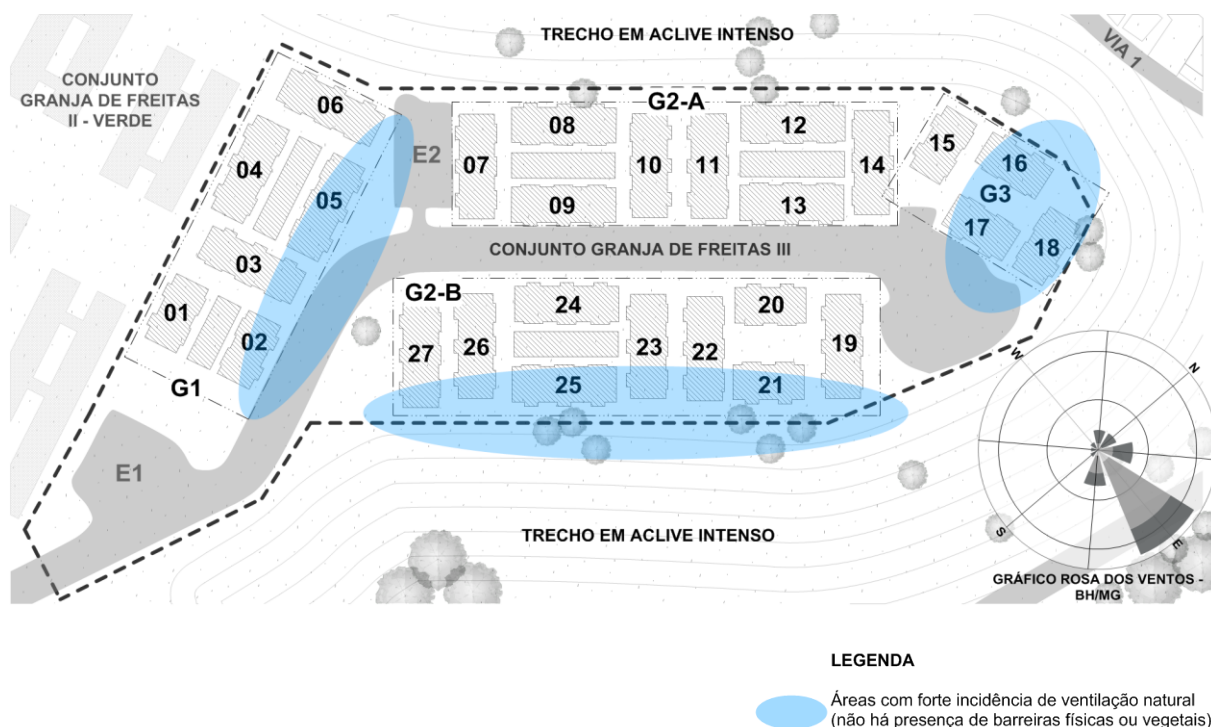 TRECHO EM ACLIVE INTENSO
VIA 1
CONJUNTO
GRANJA DE FREITAS
II - VERDE
06
04
05
03
01
02
G1
E1
E2
G2-A
07
08
09
10
11
12
13
14
15
16
G3
17
18
CONJUNTO GRANJA DE FREITAS III
G2-B
27
26
24
25
23
22
20
21
19
TRECHO EM ACLIVE INTENSO
W
N
S
E
GRÁFICO ROSA DOS VENTOS -
BH/MG
LEGENDA
Áreas com forte incidência de ventilação natural
(não há presença de barreiras físicas ou vegetais)